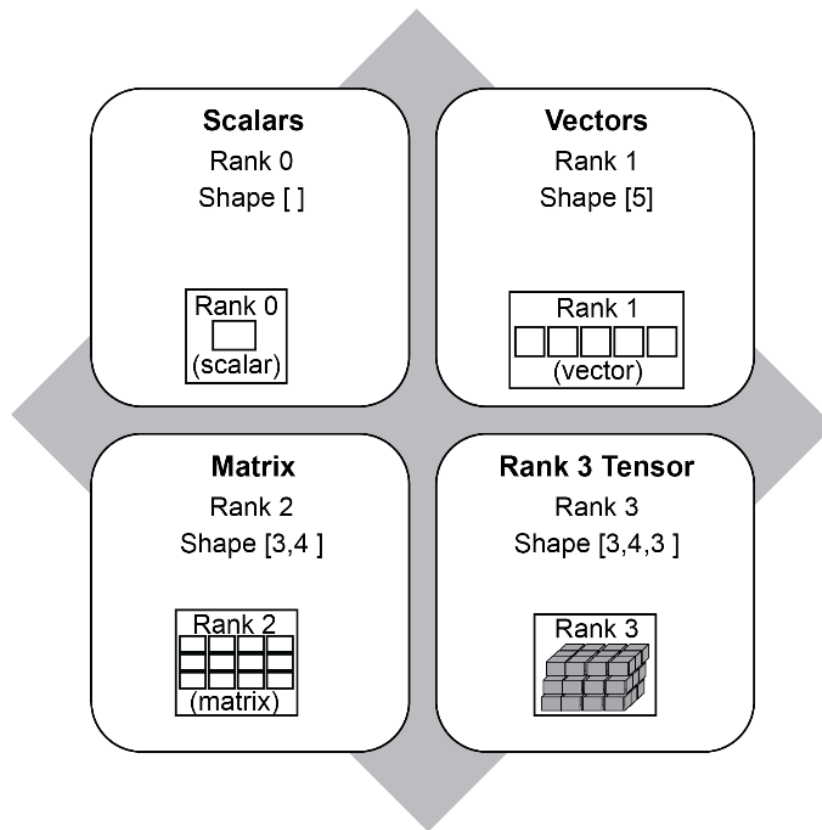 Scalars
Rank 0
Shape [ ]
Rank 0
(scalar)
Vectors
Rank 1
Shape [5]
Rank 1
(vector)
Matrix
Rank 2
Shape [3,4 ]
Rank 2
(matrix)
Rank 3 Tensor
Rank 3
Shape [3,4,3 ]
Rank 3